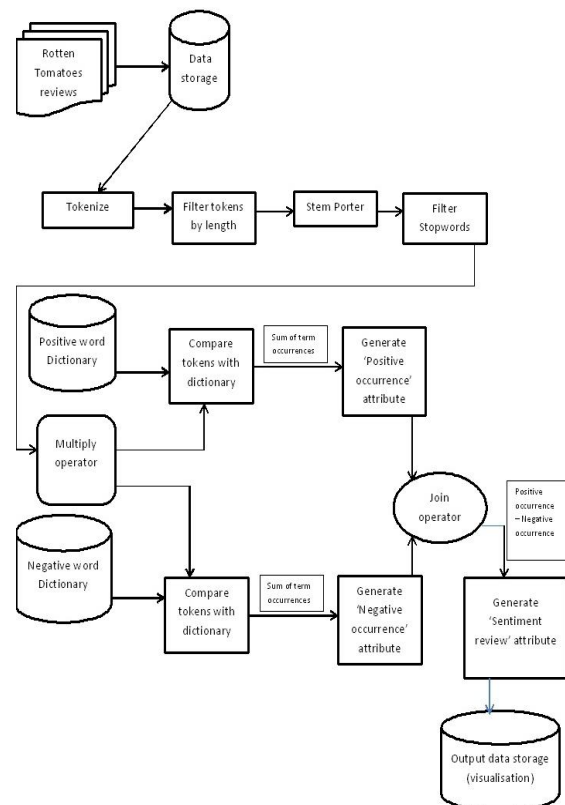 Rotten
Tomatoes
reviews
Data
storage
Tokenize
Filter tokens
by length
Stem Porter
Filter
Stopwords
Positive word
Dictionary
Compare
tokens with
dictionary
Sum of term
occurrences
Generate
‘Positive
occurrence’
attribute
Multiply
operator
Join
operator
Positive
occurrence
– Negative
occurrence
Negative word
Dictionary
Compare
tokens with
dictionary
Sum of term
occurrences
Generate
‘Negative
occurrence’
attribute
Generate
‘Sentiment
review’ attribute
Output data storage
(visualisation)